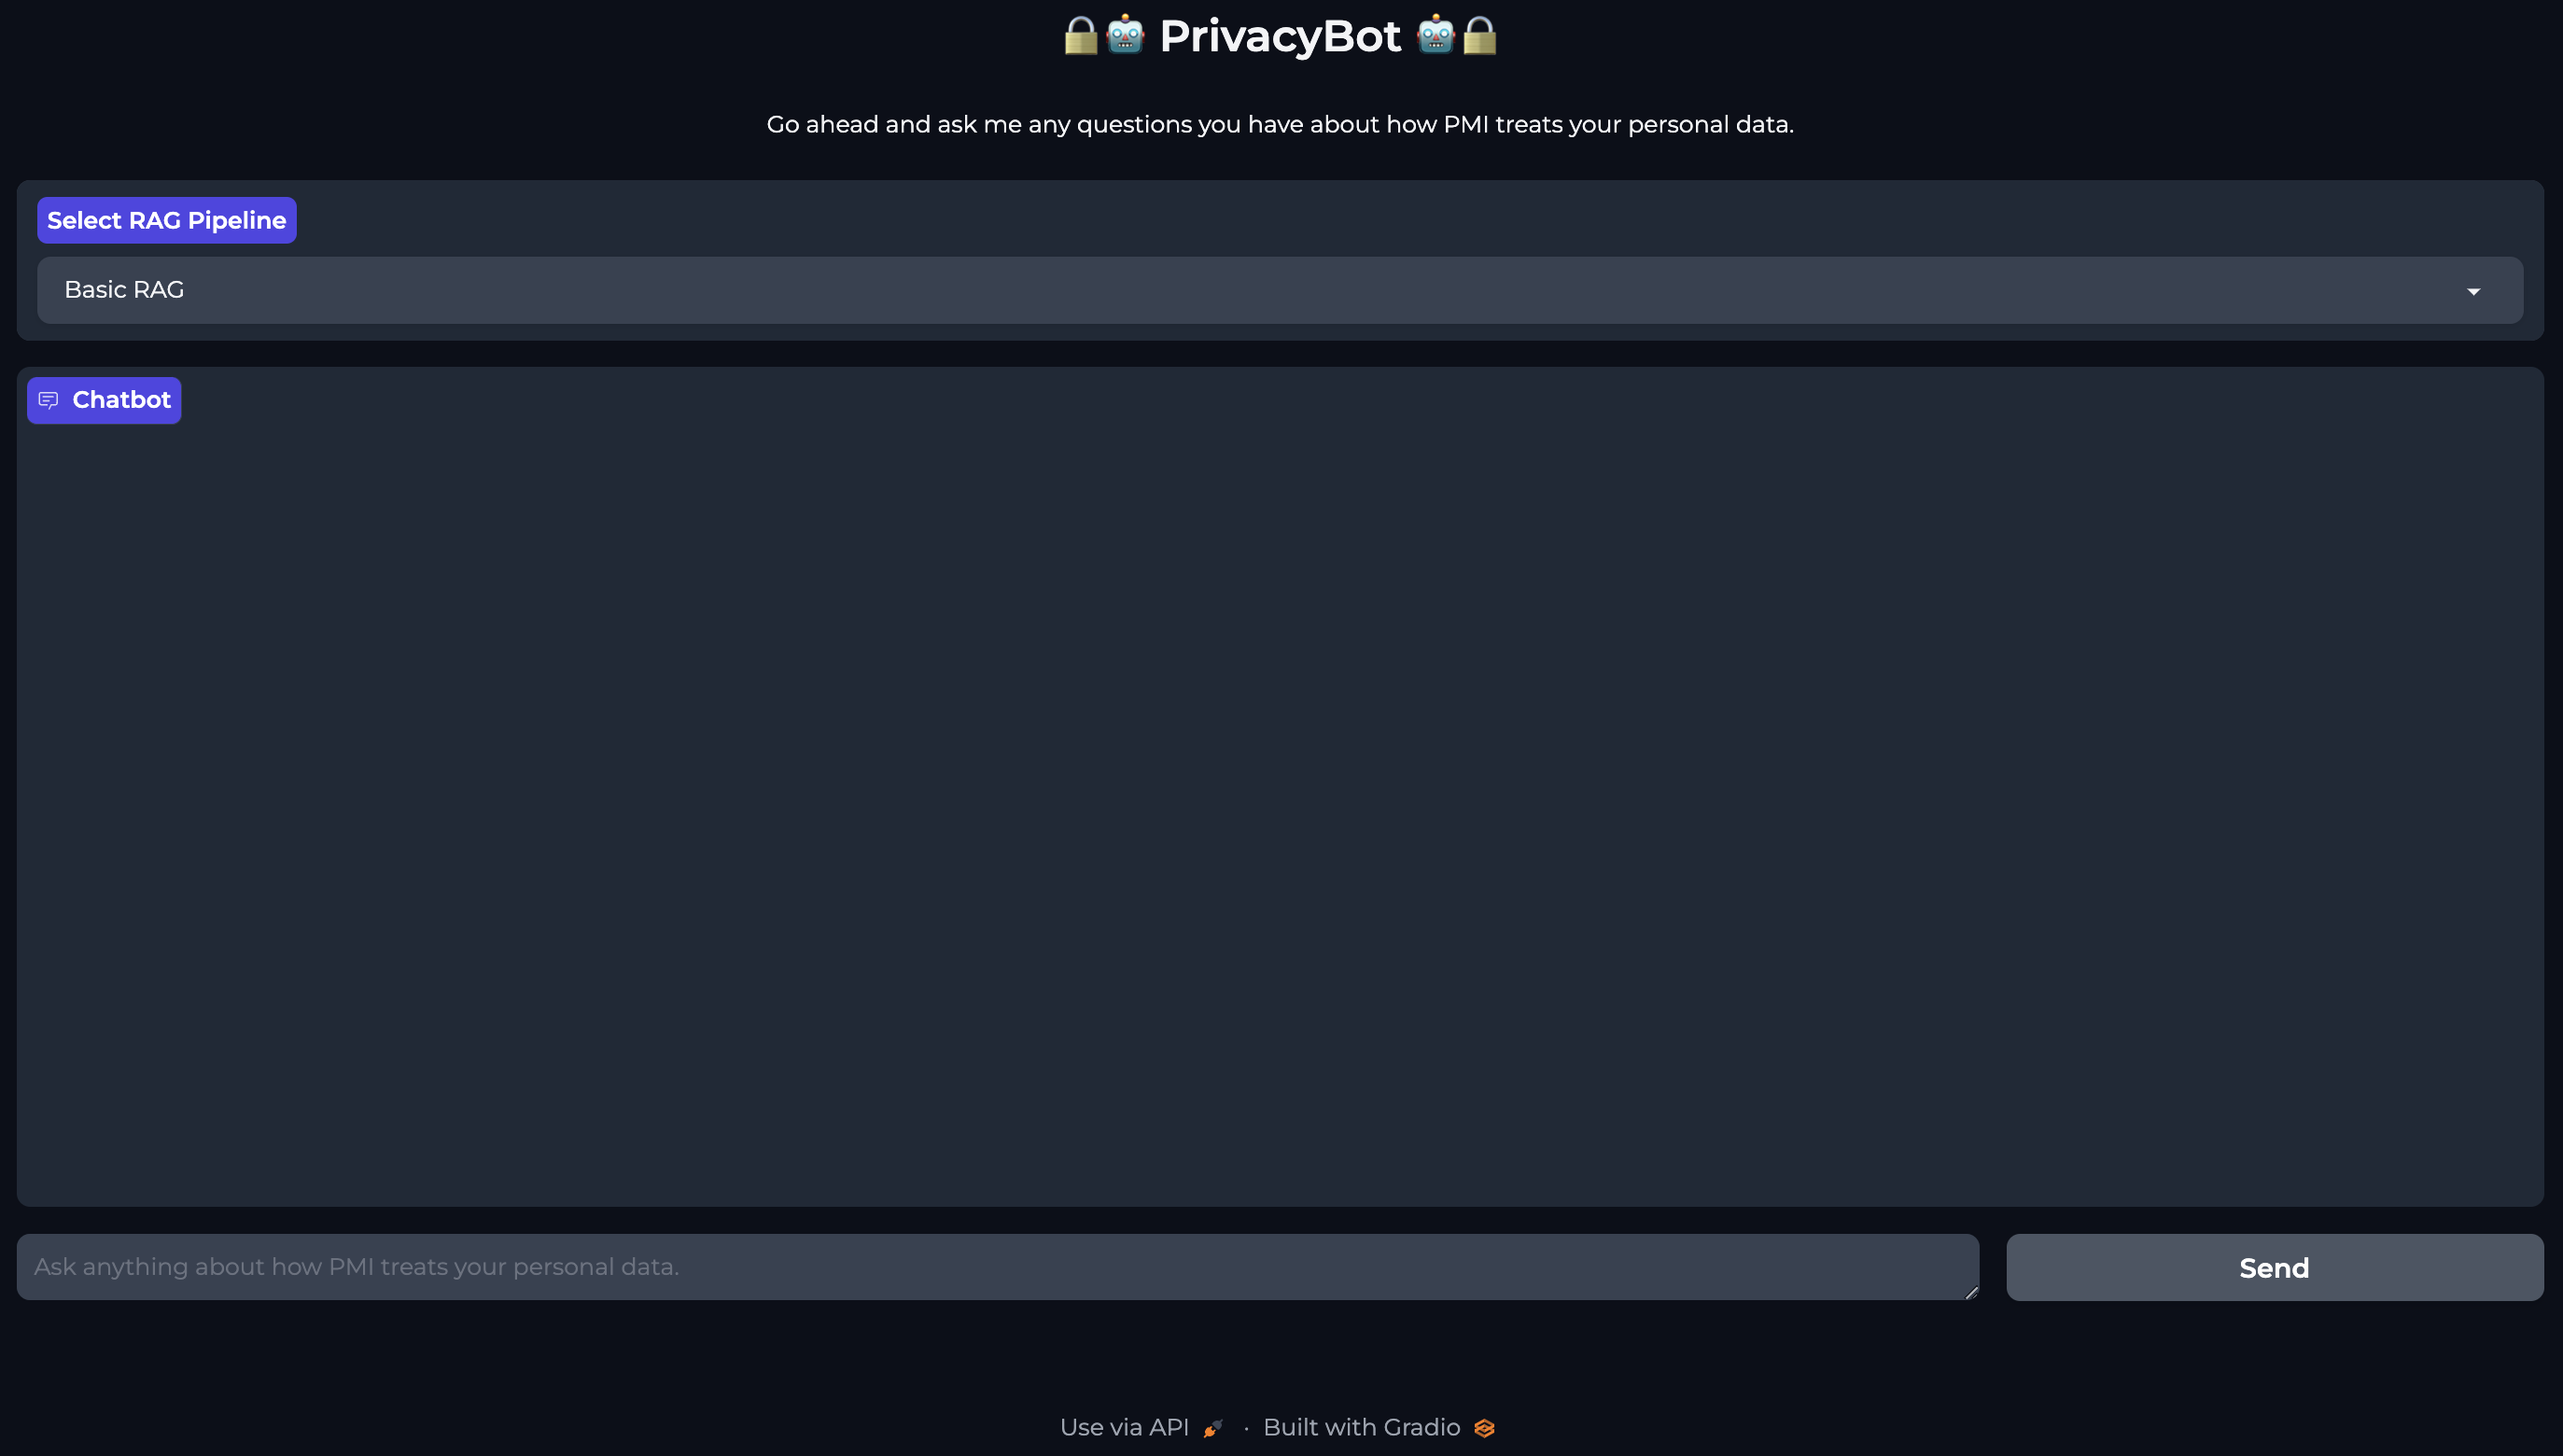 🔒🤖 PrivacyBot 🤖🔒
Go ahead and ask me any questions you have about how PMI treats your personal data.
Select RAG Pipeline
Basic RAG
Chatbot
Ask anything about how PMI treats your personal data.
Send
Use via API · Built with Gradio